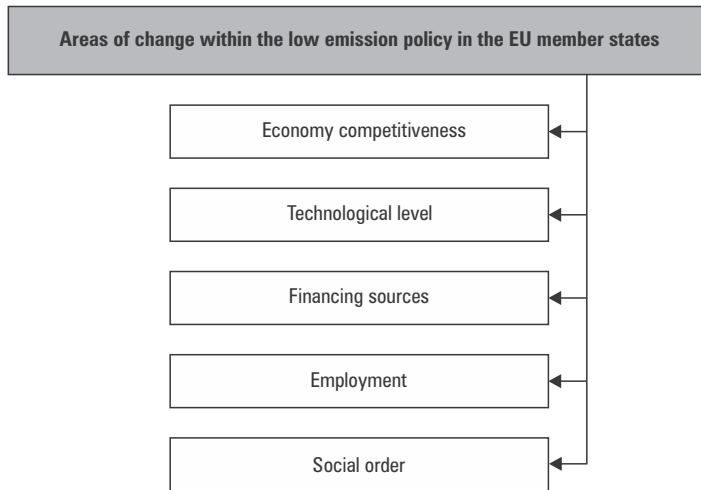 Areas of change within the low emission policy in the EU member states
Economy competitiveness
Technological level
Financing sources
Employment
Social order